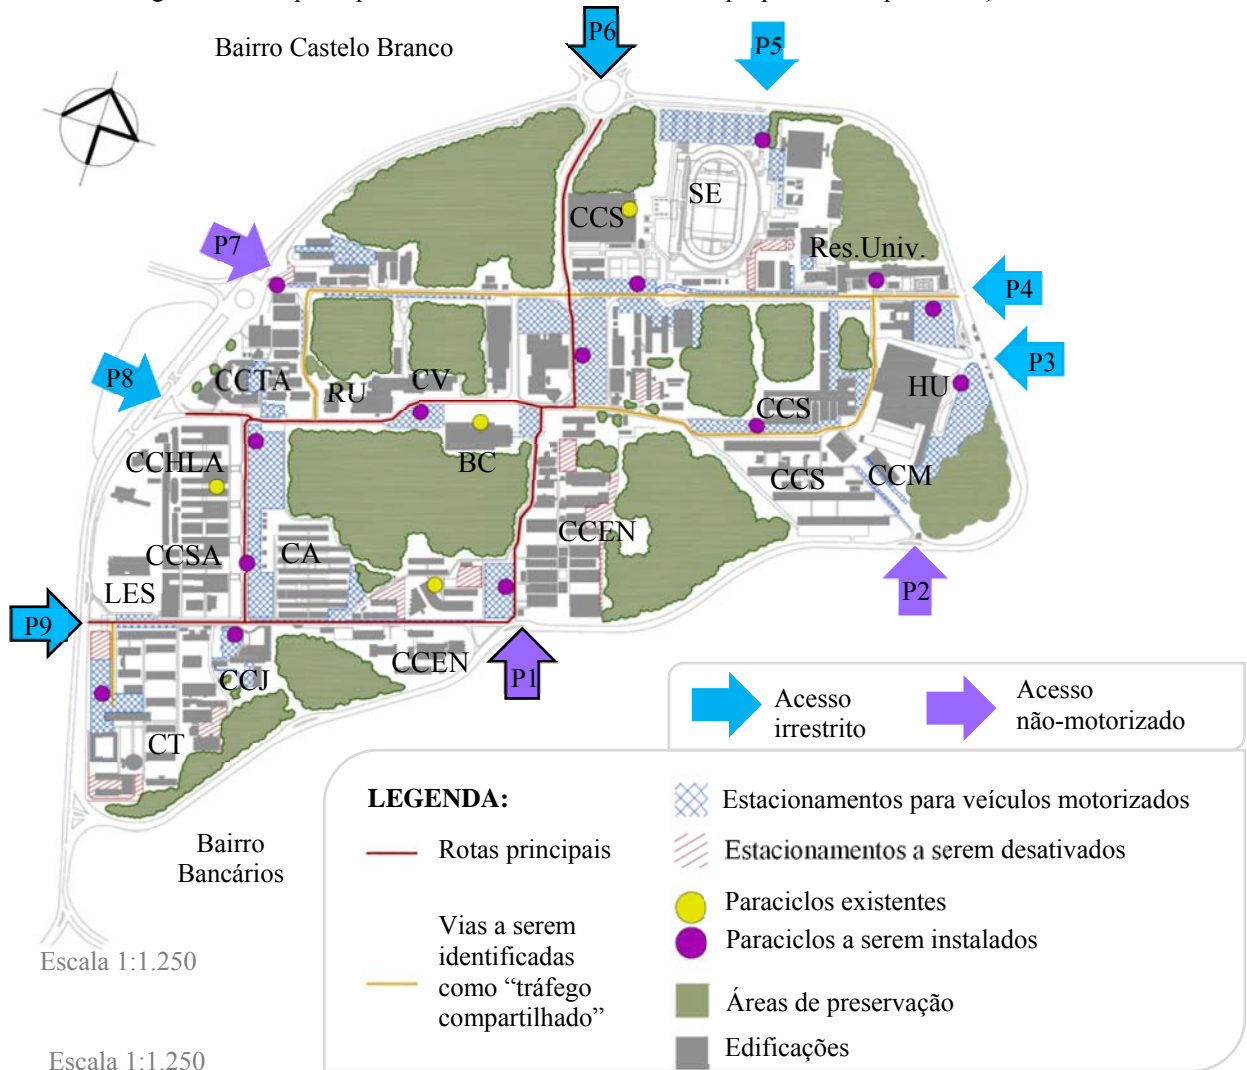 P6
P5
Bairro Castelo Branco
SE
CCS
P7
Res.Univ.
P4
P3
P8
CCTA
RU
CV
HU
CCS
CCHLA
BC
CCS
CCM
CCSA
CA
CCEN
LES
P2
P9
CCEN
P1
CCJ
CT
Acesso
irrestrito
Acesso
não-motorizado
LEGENDA:
Rotas principais
Vias a serem
identificadas
como “tráfego
compartilhado”
Estacionamentos para veículos motorizados
Estacionamentos a serem desativados
Paraciclos existentes
Paraciclos a serem instalados
Áreas de preservação
Edificações
Bairro
Bancários
Escala 1:1.250
Escala 1:1.250